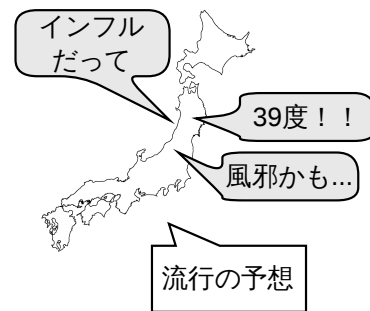 インフル
だって
39度！！
風邪かも...
流行の予想